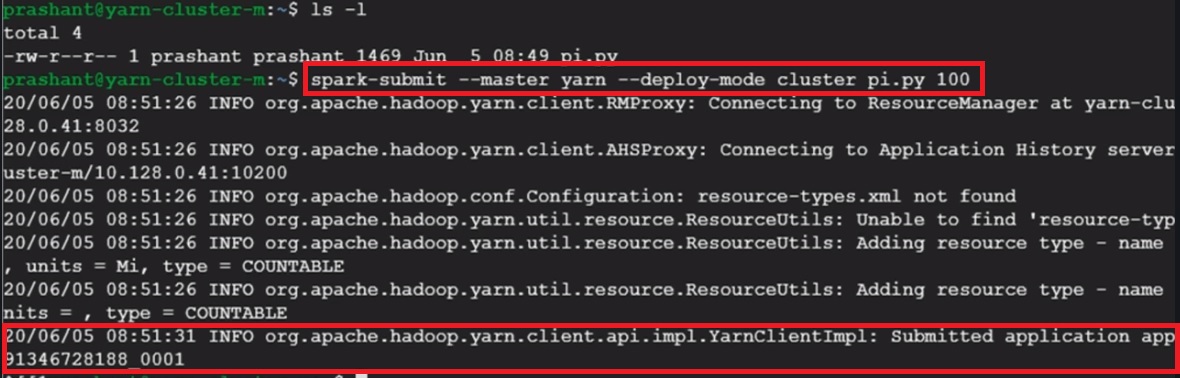 prashant@yarn-cluster-m:~$ ls -l
total 4
-rw-r--r-- 1 prashant prashant 1469 Jun  5 08:49 pi.py
prashant@yarn-cluster-m:~$ spark-submit --master yarn --deploy-mode cluster pi.py 100
20/06/05 08:51:26 INFO org.apache.hadoop.yarn.client.RMProxy: Connecting to ResourceManager at yarn-clu
28.0.41:8032
20/06/05 08:51:26 INFO org.apache.hadoop.yarn.client.AHSProxy: Connecting to Application History server
uster-m/10.128.0.41:10200
20/06/05 08:51:26 INFO org.apache.hadoop.conf.Configuration: resource-types.xml not found
20/06/05 08:51:26 INFO org.apache.hadoop.yarn.util.resource.ResourceUtils: Unable to find 'resource-typ
20/06/05 08:51:26 INFO org.apache.hadoop.yarn.util.resource.ResourceUtils: Adding resource type - name
, units = Mi, type = COUNTABLE
20/06/05 08:51:26 INFO org.apache.hadoop.yarn.util.resource.ResourceUtils: Adding resource type - name
nits = , type = COUNTABLE
20/06/05 08:51:31 INFO org.apache.hadoop.yarn.client.api.impl.YarnClientImpl: Submitted application app
91346728188_0001